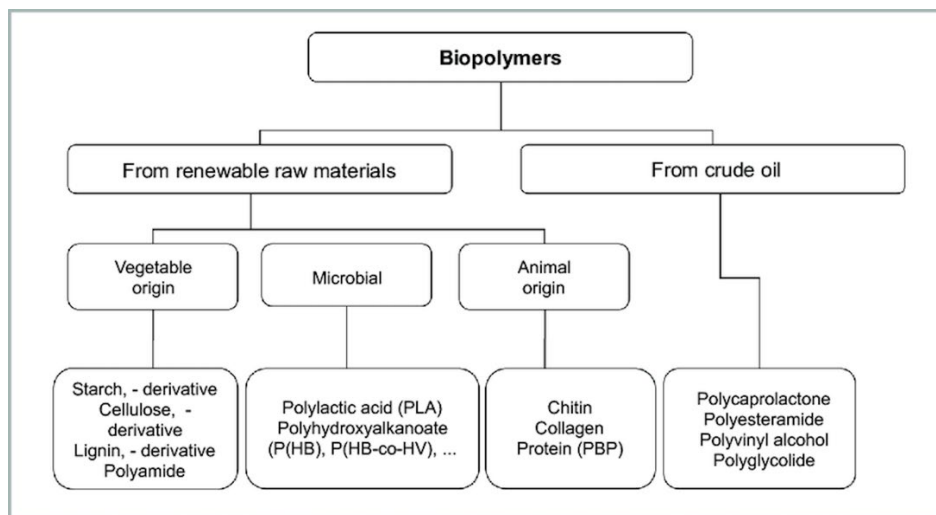 Biopolymers
From renewable raw materials
From crude oil
Vegetable
origin
Microbial
Animal
origin
Starch, - derivative
Cellulose, -
derivative
Lignin, - derivative
Polyamide
Polylactic acid (PLA)
Polyhydroxyalkanoate
(P(HB), P(HB-co-HV), ...
Chitin
Collagen
Protein (PBP)
Polycaprolactone
Polyesteramide
Polyvinyl alcohol
Polyglycolide